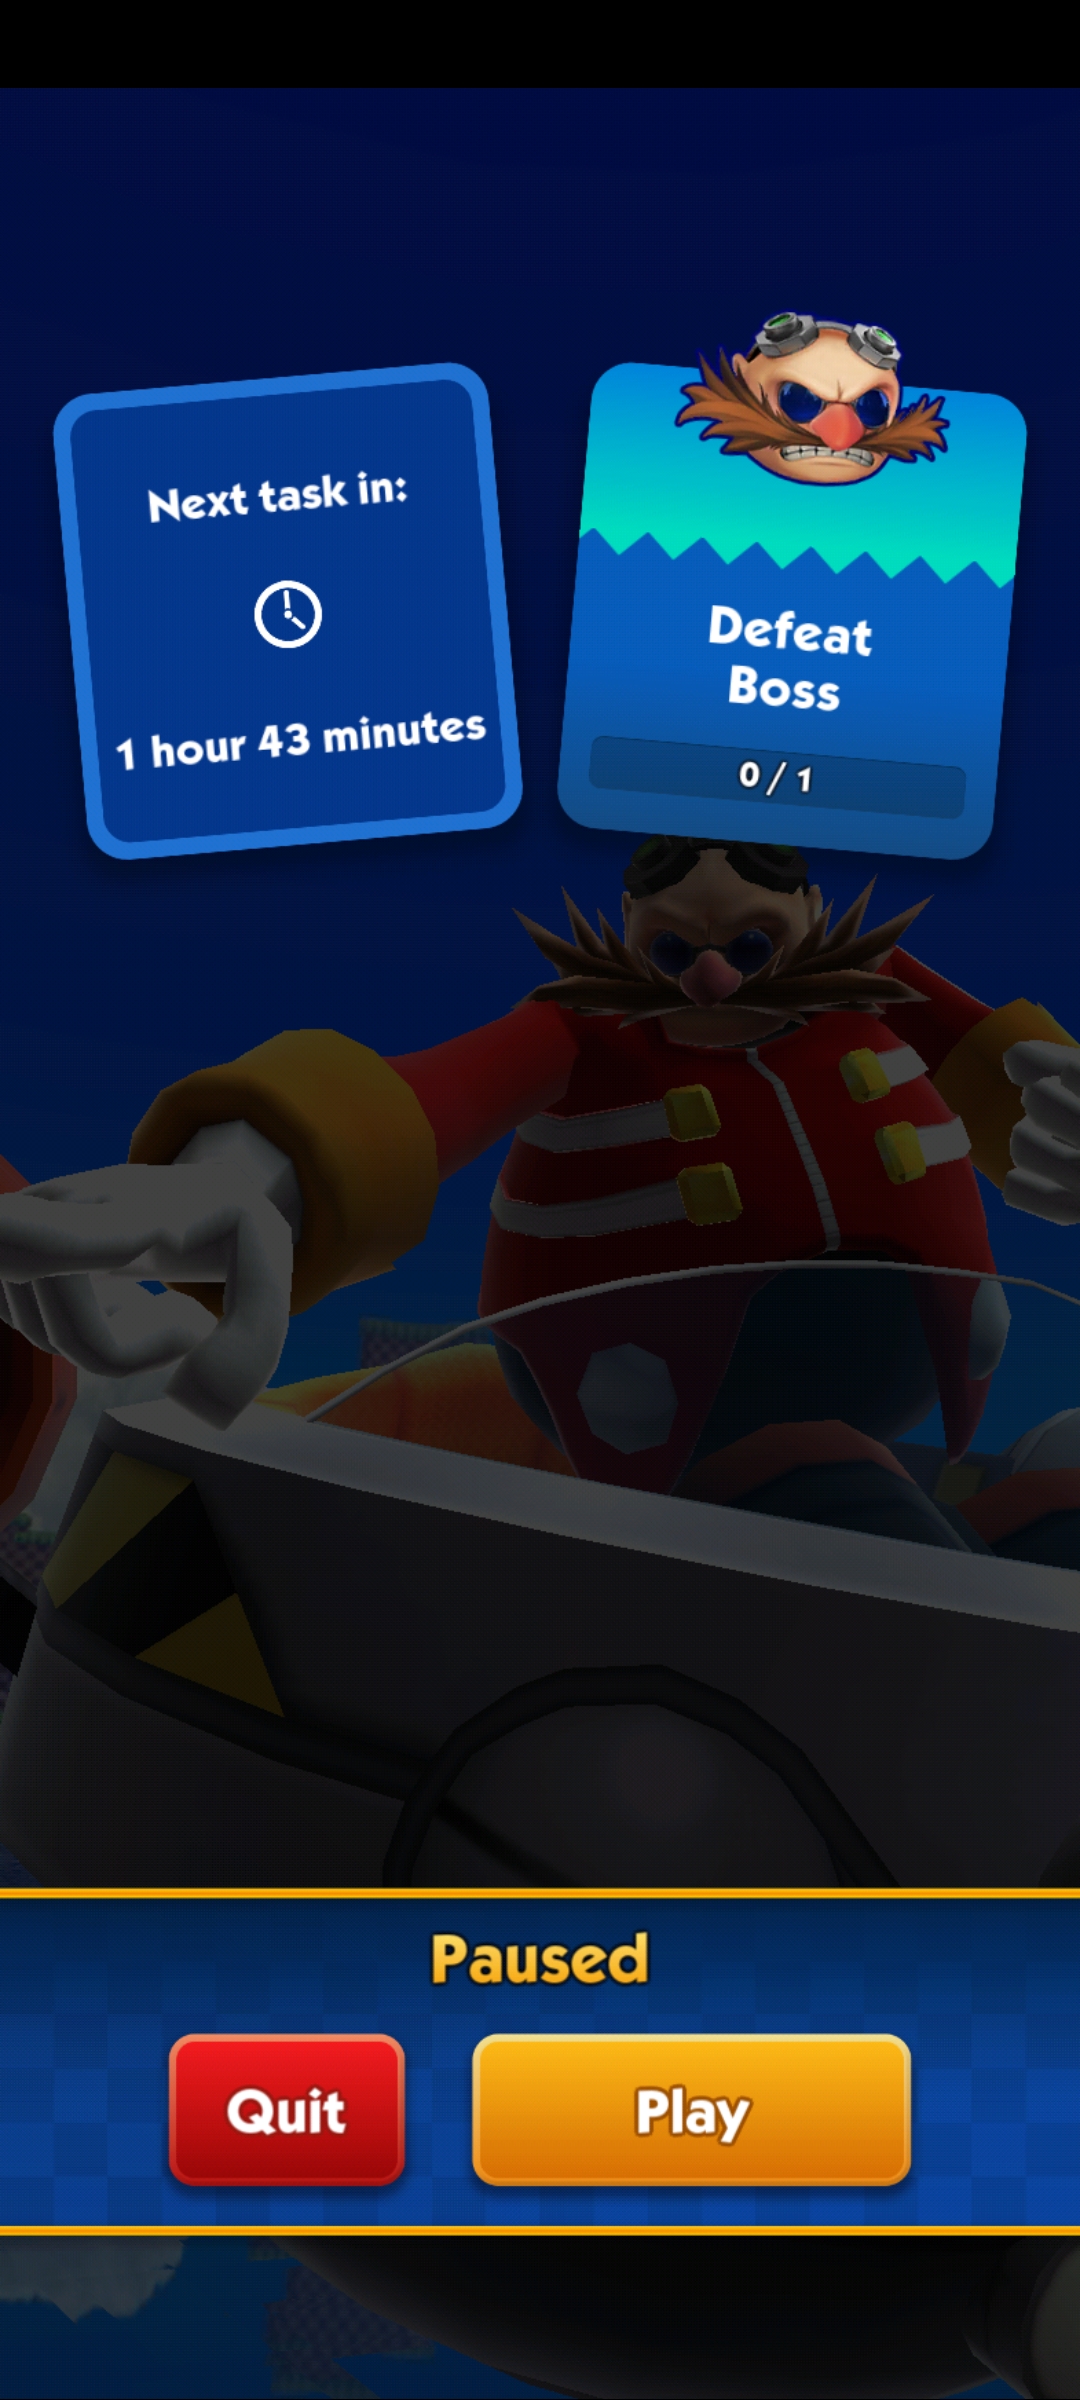 Next task in:
1 hour 43 minutes
Defeat
Boss
0 / 1
Paused
Quit
Play